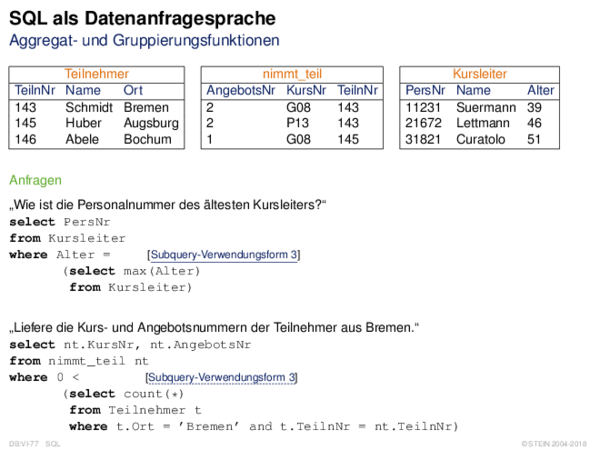 SQL als Datenanfragesprache
Aggregat- und Gruppierungsfunktionen
Teilnehmer
TeilnNr Name Ort
143 Schmidt Bremen
145 Huber Augsburg
146 Abele Bochum
nimmt_teil
AngebotsNr KursNr TeilnNr
2 G08 143
2 P13 143
1 G08 145
Kursleiter
PersNr Name Alter
11231 Suermann 39
21672 Lettmann 46
31821 Curatolo 51
Anfragen
„Wie ist die Personalnummer des ältesten Kursleiters?“
select PersNr
from Kursleiter
where Alter = [Subquery-Verwendungsform 3]
(select max(Alter)
from Kursleiter)
„Liefere die Kurs- und Angebotsnummern der Teilnehmer aus Bremen.“
select nt.KursNr, nt.AngebotsNr
from nimmt_teil nt
where 0 < [Subquery-Verwendungsform 3]
(select count(*)
from Teilnehmer t
where t.Ort = ’Bremen’ and t.TeilnNr = nt.TeilnNr)
DB:VI-77 SQL
© STEIN 2004-2018